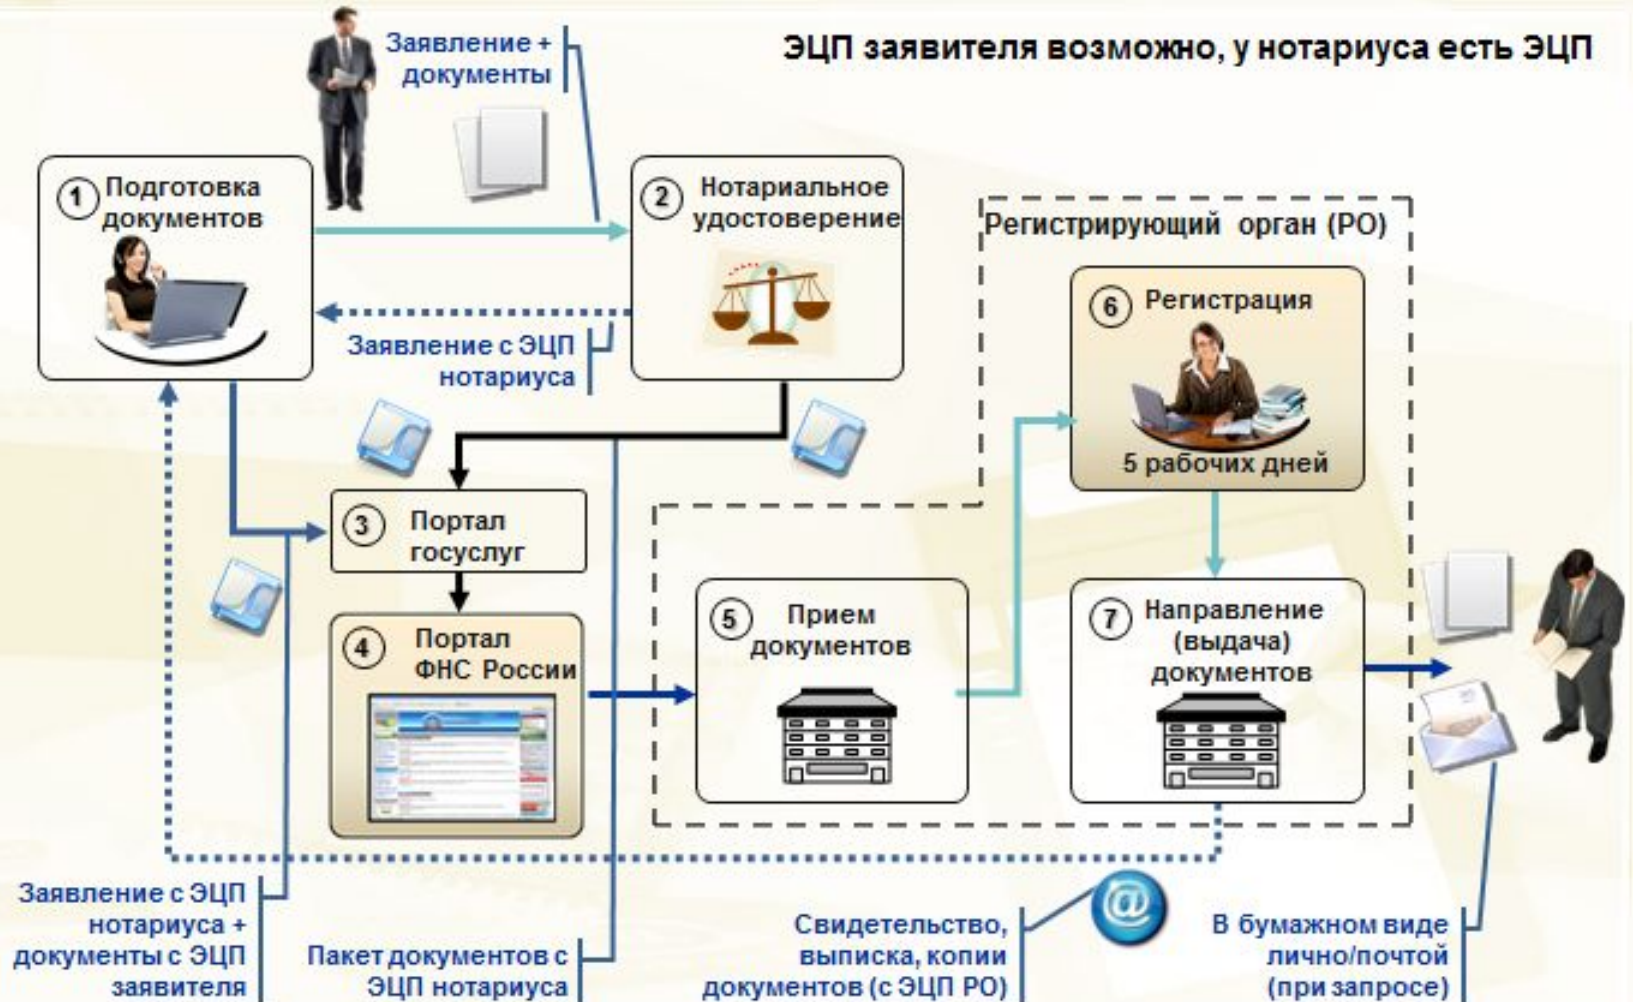 Заявление +
документы
ЭЦП заявителя возможно, у нотариуса есть ЭЦП
1 Подготовка
документов
2 Нотариальное
удостоверение
Регистрирующий орган (РО)
6 Регистрация
5 рабочих дней
Заявление с ЭЦП
нотариуса
3 Портал
госуслуг
4 Портал
ФНС России
5 Прием
документов
7 Направление
(выдача)
документов
@
Заявление с ЭЦП
нотариуса +
документы с ЭЦП
заявителя
Пакет документов с
ЭЦП нотариуса
Свидетельство,
выписка, копии
документов (с ЭЦП РО)
В бумажном виде
лично/почтой
(при запросе)